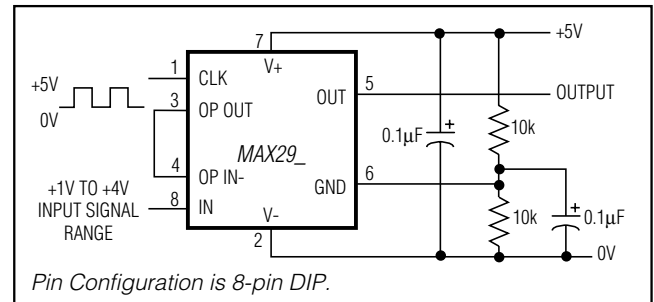 +5V
7
V+
1
CLK
+5V
0V
3
OP OUT
OUT
5
OUTPUT
10k
0.1µF
+
MAX29_
4
OP IN-
GND
6
+1V TO +4V
INPUT SIGNAL
RANGE
8
IN
V-
2
10k
+
0.1µF
0V
Pin Configuration is 8-pin DIP.